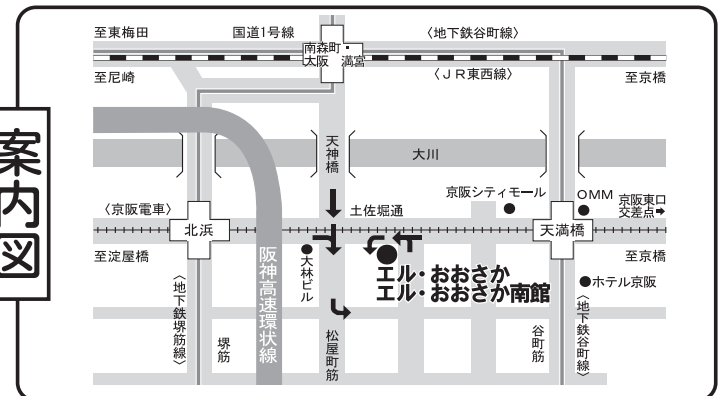 案内図
至東梅田
国道1号線
〈地下鉄谷町線〉
南森町・
大阪 満宮
至尼崎
〈JR東西線〉
至京橋
天神橋
大川
京阪シティモール
OMM
京阪東口
交差点
〈京阪電車〉
北浜
土佐堀通
天満橋
至淀屋橋
大林ビル
エル・おおさか
エル・おおさか南館
至京橋
ホテル京阪
〈地下鉄堺筋線〉
堺筋
阪神高速環状線
松屋町筋
谷町筋
〈地下鉄谷町線〉